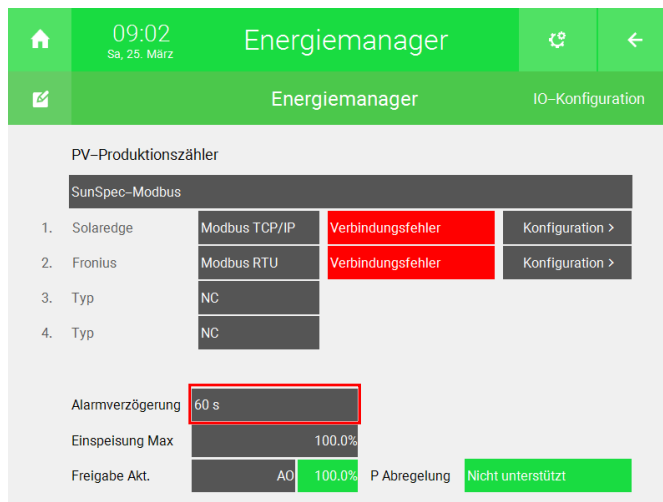 09:02
Sa, 25. März
Energiemanager
Energiemanager
IO–Konfiguration
PV–Produktionszähler
SunSpec–Modbus
1. Solaredge Modbus TCP/IP Verbindungsfehler Konfiguration >
2. Fronius Modbus RTU Verbindungsfehler Konfiguration >
3. Typ NC
4. Typ NC
Alarmverzögerung 60 s
Einspeisung Max 100.0%
Freigabe Akt. AO 100.0% P Abregelung Nicht unterstützt